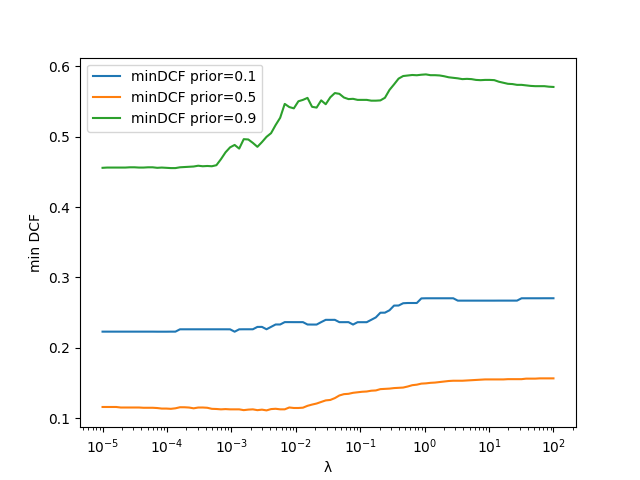 minDCF prior=0.1
minDCF prior=0.5
minDCF prior=0.9
min DCF
0.6
0.5
0.4
0.3
0.2
0.1
10⁻⁵ 10⁻⁴ 10⁻³ 10⁻² 10⁻¹ 10⁰ 10¹ 10²
λ